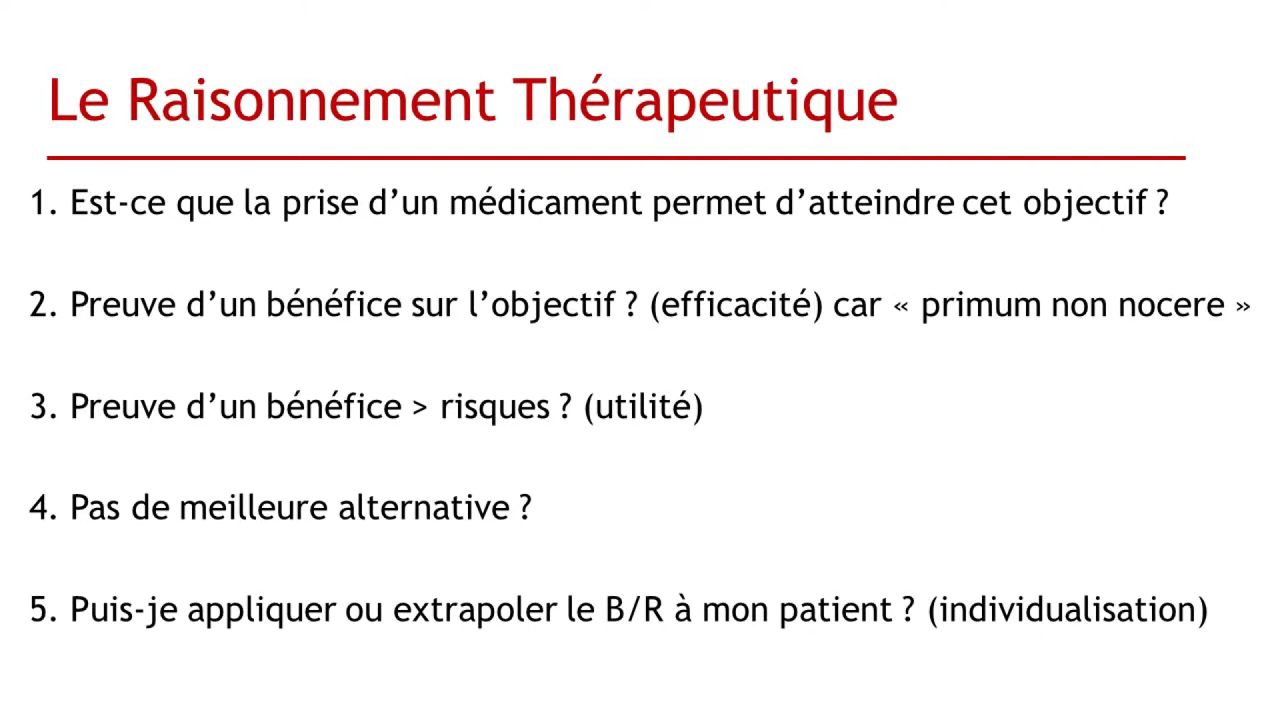 Le Raisonnement Thérapeutique
1. Est-ce que la prise d’un médicament permet d’atteindre cet objectif ?
2. Preuve d’un bénéfice sur l’objectif ? (efficacité) car « primum non nocere »
3. Preuve d’un bénéfice > risques ? (utilité)
4. Pas de meilleure alternative ?
5. Puis-je appliquer ou extrapoler le B/R à mon patient ? (individualisation)